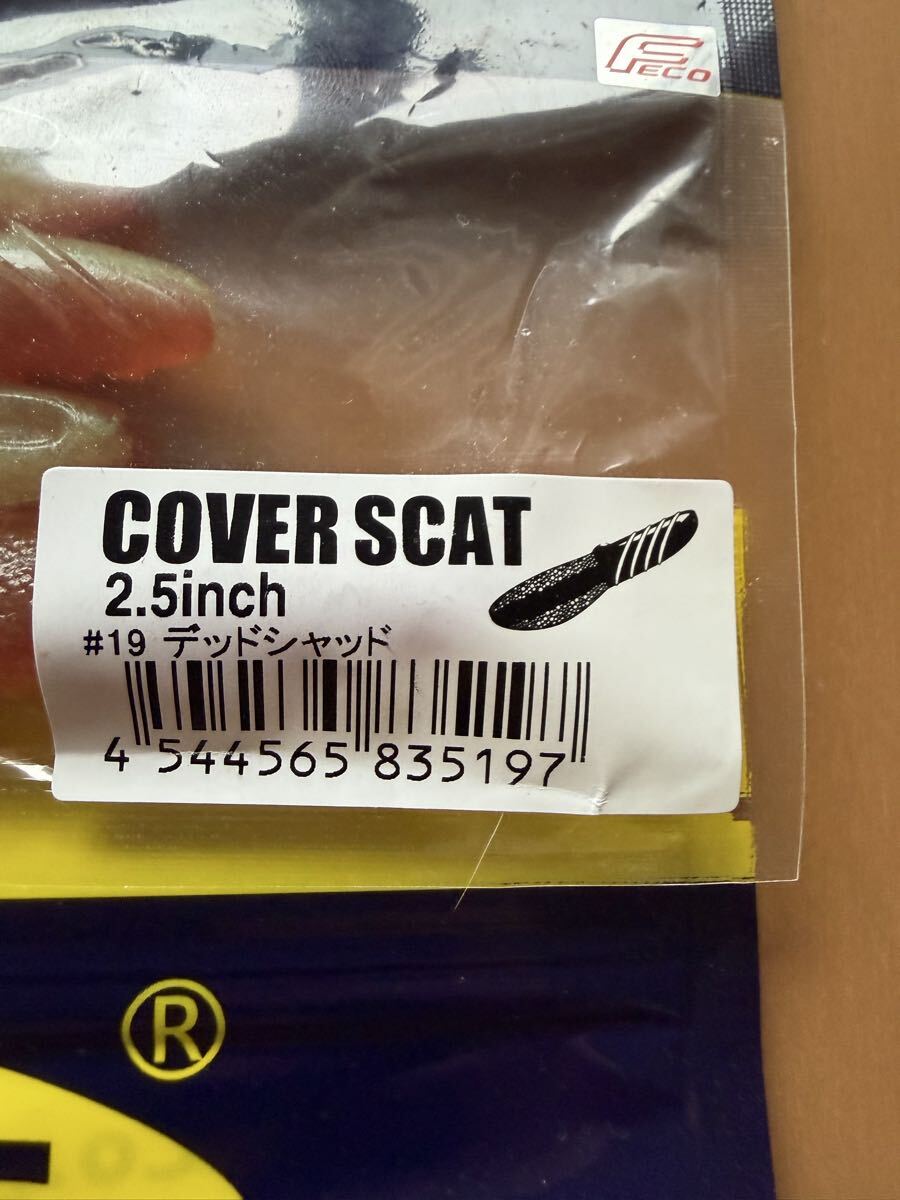 FECO
COVER SCAT
2.5inch
#19 デッドシャッド
4 544565 835197
®